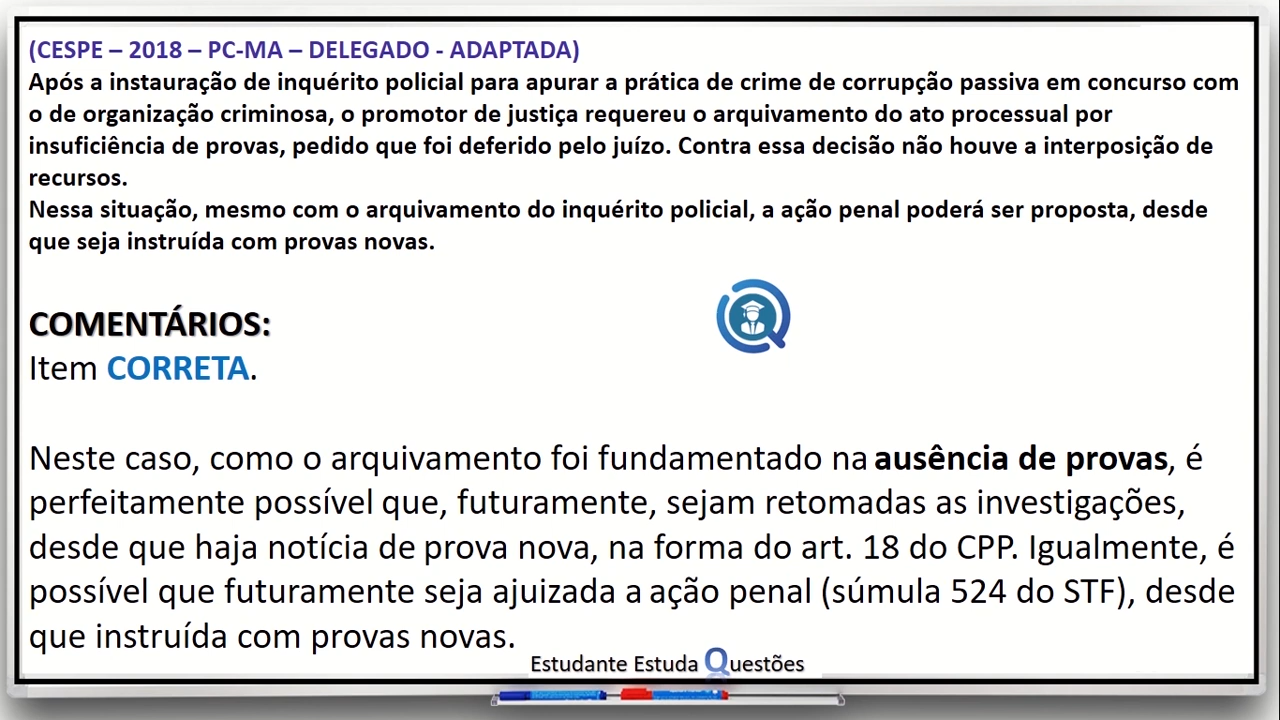 (CESPE – 2018 – PC-MA – DELEGADO - ADAPTADA)
Após a instauração de inquérito policial para apurar a prática de crime de corrupção passiva em concurso com
o de organização criminosa, o promotor de justiça requereu o arquivamento do ato processual por
insuficiência de provas, pedido que foi deferido pelo juízo. Contra essa decisão não houve a interposição de
recursos.
Nessa situação, mesmo com o arquivamento do inquérito policial, a ação penal poderá ser proposta, desde
que seja instruída com provas novas.
COMENTÁRIOS:
Item CORRETA.
Neste caso, como o arquivamento foi fundamentado na ausência de provas, é
perfeitamente possível que, futuramente, sejam retomadas as investigações,
desde que haja notícia de prova nova, na forma do art. 18 do CPP. Igualmente, é
possível que futuramente seja ajuizada a ação penal (súmula 524 do STF), desde
que instruída com provas novas.
Estudante Estuda Questões